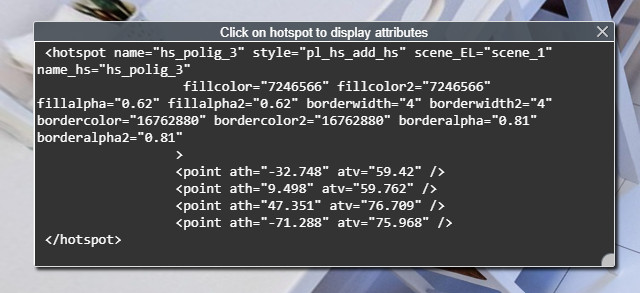 Click on hotspot to display attributes
<hotspot name="hs_polig_3" style="pl_hs_add_hs" scene_EL="scene_1"
name_hs="hs_polig_3"
fillcolor="7246566" fillcolor2="7246566"
fillalpha="0.62" fillalpha2="0.62" borderwidth="4" borderwidth2="4"
bordercolor="16762880" bordercolor2="16762880" borderalpha="0.81"
borderalpha2="0.81"
>
<point ath="-32.748" atv="59.42" />
<point ath="9.498" atv="59.762" />
<point ath="47.351" atv="76.709" />
<point ath="-71.288" atv="75.968" />
</hotspot>